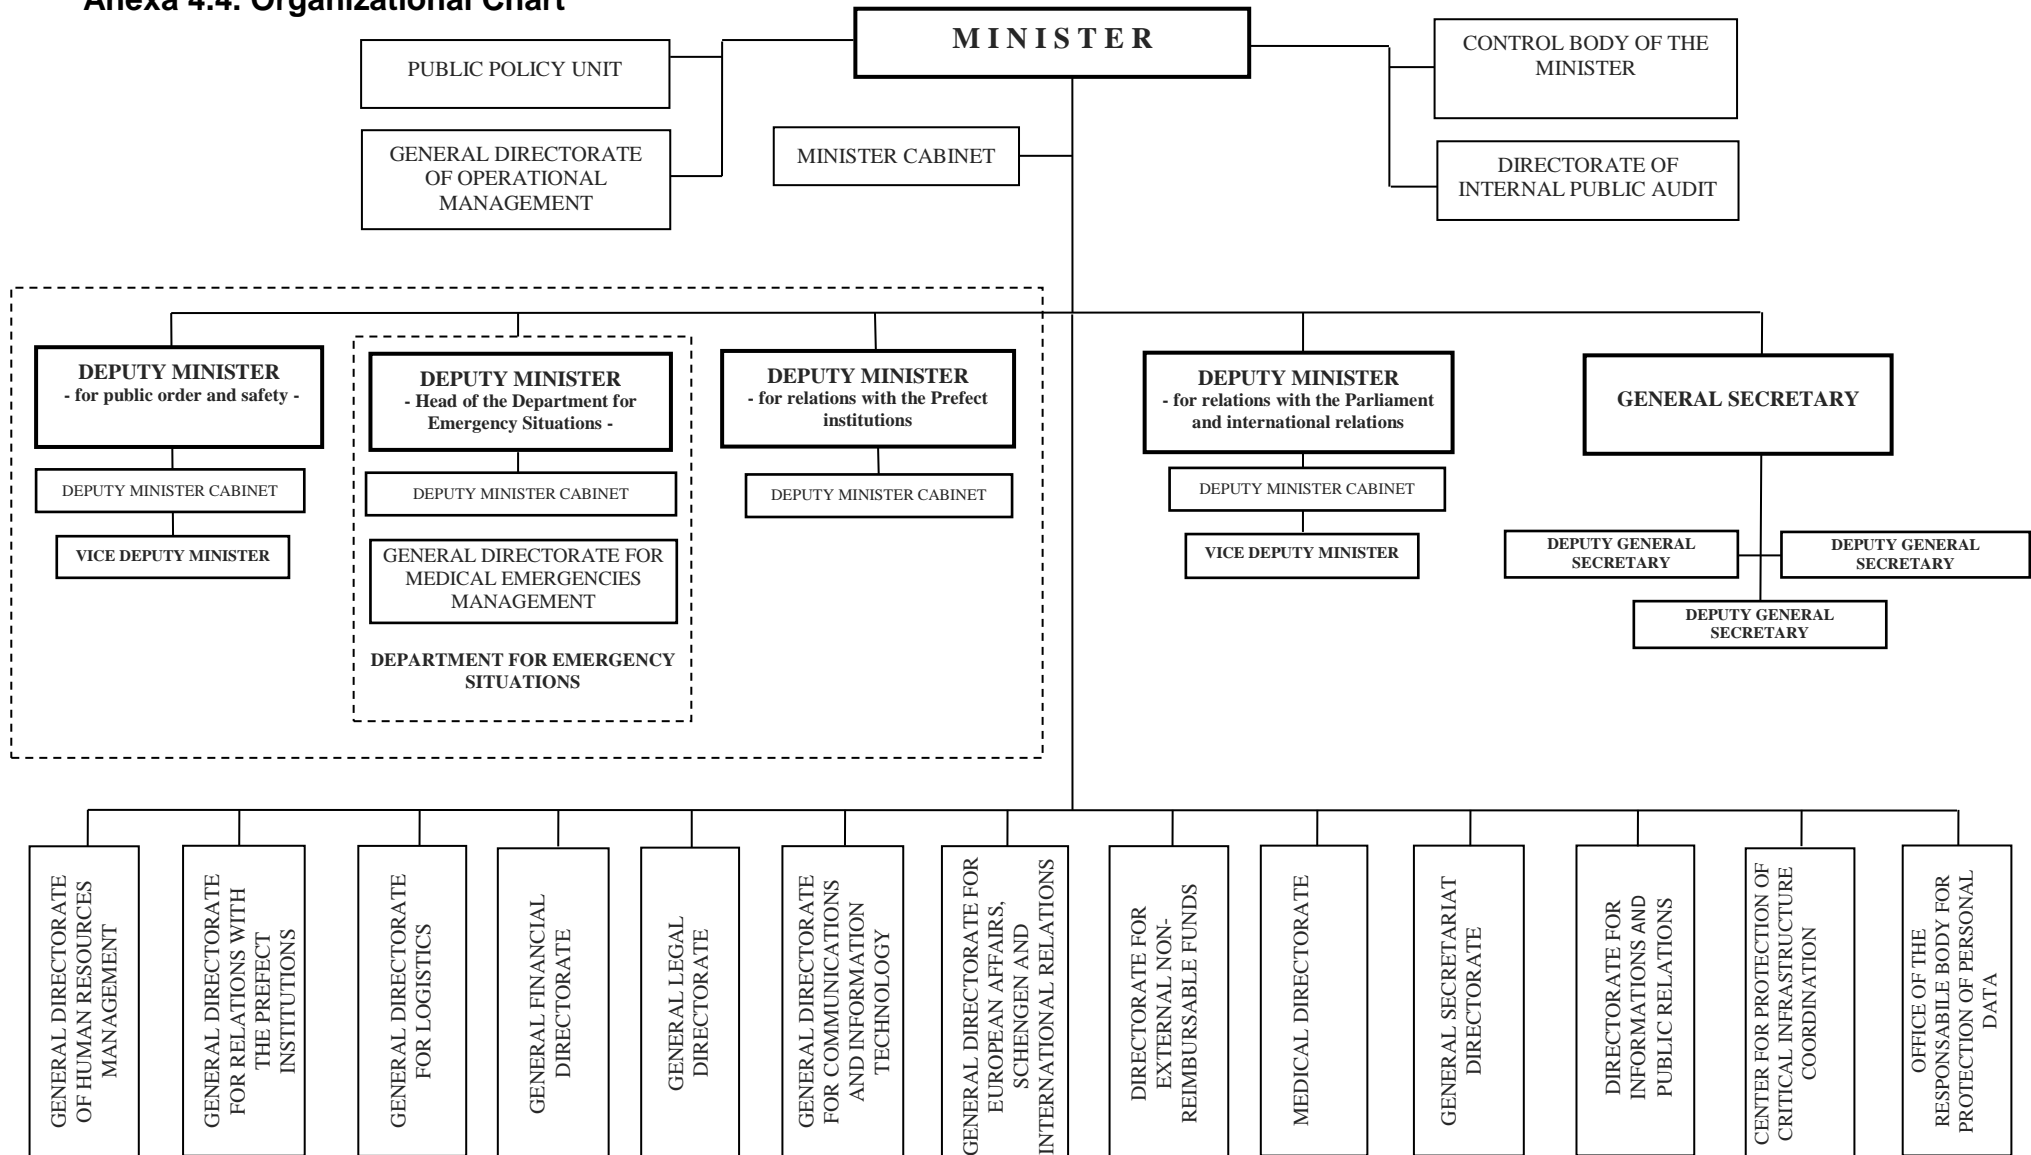 Anexa 4.4. Organizational Chart
M I N I S T E R
PUBLIC POLICY UNIT
CONTROL BODY OF THE
MINISTER
GENERAL DIRECTORATE
OF OPERATIONAL
MANAGEMENT
MINISTER CABINET
DIRECTORATE OF
INTERNAL PUBLIC AUDIT
DEPUTY MINISTER
- for public order and safety -
DEPUTY MINISTER CABINET
VICE DEPUTY MINISTER
DEPUTY MINISTER
- Head of the Department for
Emergency Situations -
DEPUTY MINISTER CABINET
GENERAL DIRECTORATE FOR
MEDICAL EMERGENCIES
MANAGEMENT
DEPARTMENT FOR EMERGENCY
SITUATIONS
DEPUTY MINISTER
- for relations with the Prefect
institutions
DEPUTY MINISTER CABINET
DEPUTY MINISTER
- for relations with the Parliament
and international relations
DEPUTY MINISTER CABINET
VICE DEPUTY MINISTER
GENERAL SECRETARY
DEPUTY GENERAL
SECRETARY
DEPUTY GENERAL
SECRETARY
DEPUTY GENERAL
SECRETARY
GENERAL DIRECTORATE
OF HUMAN RESOURCES
MANAGEMENT
GENERAL DIRECTORATE
FOR RELATIONS WITH
THE PREFECT
INSTITUTIONS
GENERAL DIRECTORATE
FOR LOGISTICS
GENERAL FINANCIAL
DIRECTORATE
GENERAL LEGAL
DIRECTORATE
GENERAL DIRECTORATE
FOR COMMUNICATIONS
AND INFORMATION
TECHNOLOGY
GENERAL DIRECTORATE FOR
EUROPEAN AFFAIRS,
SCHENGEN AND
INTERNATIONAL RELATIONS
DIRECTORATE FOR
EXTERNAL NON-
REIMBURSABLE FUNDS
MEDICAL DIRECTORATE
GENERAL SECRETARIAT
DIRECTORATE
DIRECTORATE FOR
INFORMATIONS AND
PUBLIC RELATIONS
CENTER FOR PROTECTION OF
CRITICAL INFRASTRUCTURE
COORDINATION
OFFICE OF THE
RESPONSABILE BODY FOR
PROTECTION OF PERSONAL
DATA